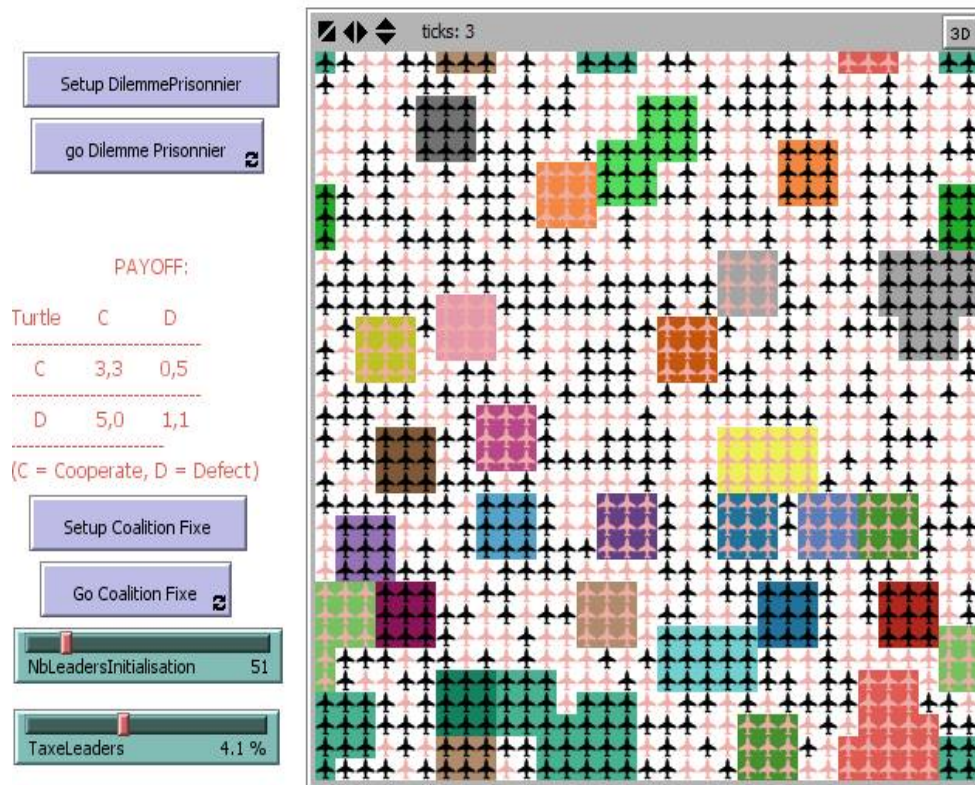 ticks: 3
3D
Setup DilemmePrisonnier
go Dilemme Prisonnier
PAYOFF:
Turtle C D
------------------------------
C 3,3 0,5
------------------------------
D 5,0 1,1
------------------------
(C = Cooperate, D = Defect)
Setup Coalition Fixe
Go Coalition Fixe
NbLeadersInitialisation 51
TaxeLeaders 4.1 %